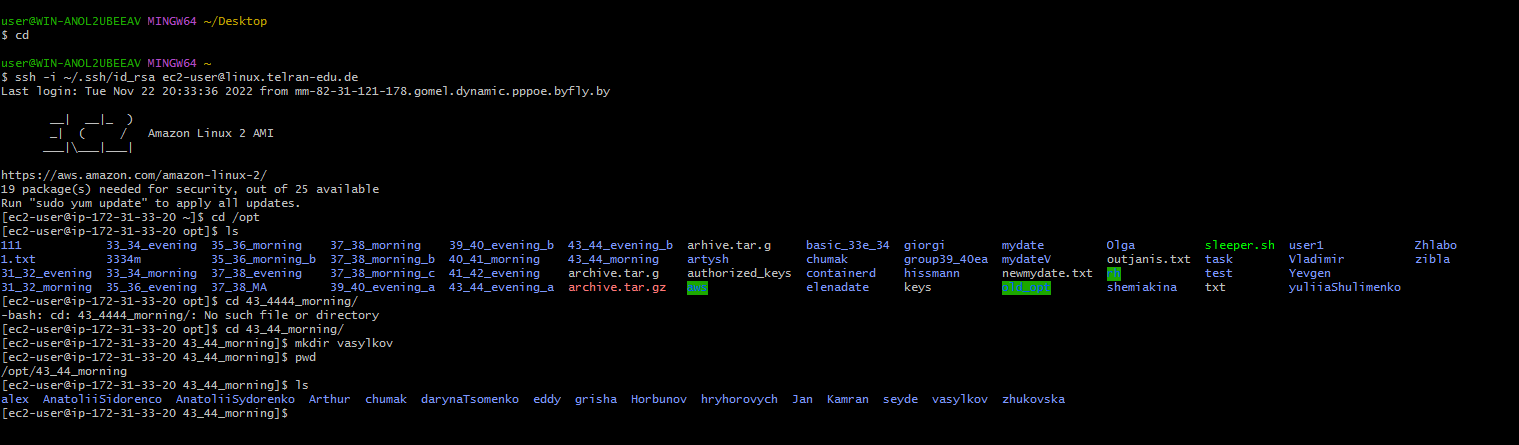 user@WIN-ANOL2UBEEAV MINGW64 ~/Desktop
$ cd
user@WIN-ANOL2UBEEAV MINGW64 ~
$ ssh -i ~/.ssh/id_rsa ec2-user@linux.telran-edu.de
Last login: Tue Nov 22 20:33:36 2022 from mm-82-31-121-178.gomel.dynamic.pppoe.byfly.by
__|  __|_  )
_|  (     /   Amazon Linux 2 AMI
___|\___|___|
https://aws.amazon.com/amazon-linux-2/
19 package(s) needed for security, out of 25 available
Run "sudo yum update" to apply all updates.
[ec2-user@ip-172-31-33-20 ~]$ cd /opt
[ec2-user@ip-172-31-33-20 opt]$ ls
111 33_34_evening 35_36_morning 37_38_morning 39_40_evening_b 43_44_evening_b arhive.tar.g basic_33e_34 giorgi mydate Olga sleeper.sh user1 Zhlabo
1.txt 3334m 35_36_morning_b 37_38_morning_b 40_41_morning 43_44_morning artysh chumak group39_40ea mydateV outjanis.txt task Vladimir zibla
31_32_evening 33_34_morning 37_38_evening 37_38_morning_c 41_42_evening archive.tar.g authorized_keys containerd hissmann newmydate.txt rh test Yevgen
31_32_morning 35_36_evening 37_38_MA 39_40_evening_a 43_44_evening_a archive.tar.gz aws elenadate keys old_opt shemiakina txt yuliiaShulimenko
[ec2-user@ip-172-31-33-20 opt]$ cd 43_4444_morning/
-bash: cd: 43_4444_morning/: No such file or directory
[ec2-user@ip-172-31-33-20 opt]$ cd 43_44_morning/
[ec2-user@ip-172-31-33-20 43_44_morning]$ mkdir vasylkov
[ec2-user@ip-172-31-33-20 43_44_morning]$ pwd
/opt/43_44_morning
[ec2-user@ip-172-31-33-20 43_44_morning]$ ls
alex AnatoliiSidorenco AnatoliiSydorenko Arthur chumak darynaTsomenko eddy grisha Horbunov hryhorovych Jan Kamran seyde vasylkov zhukovska
[ec2-user@ip-172-31-33-20 43_44_morning]$